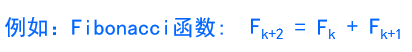 例如：Fibonacci函数: F_{k+2} = F_k + F_{k+1}